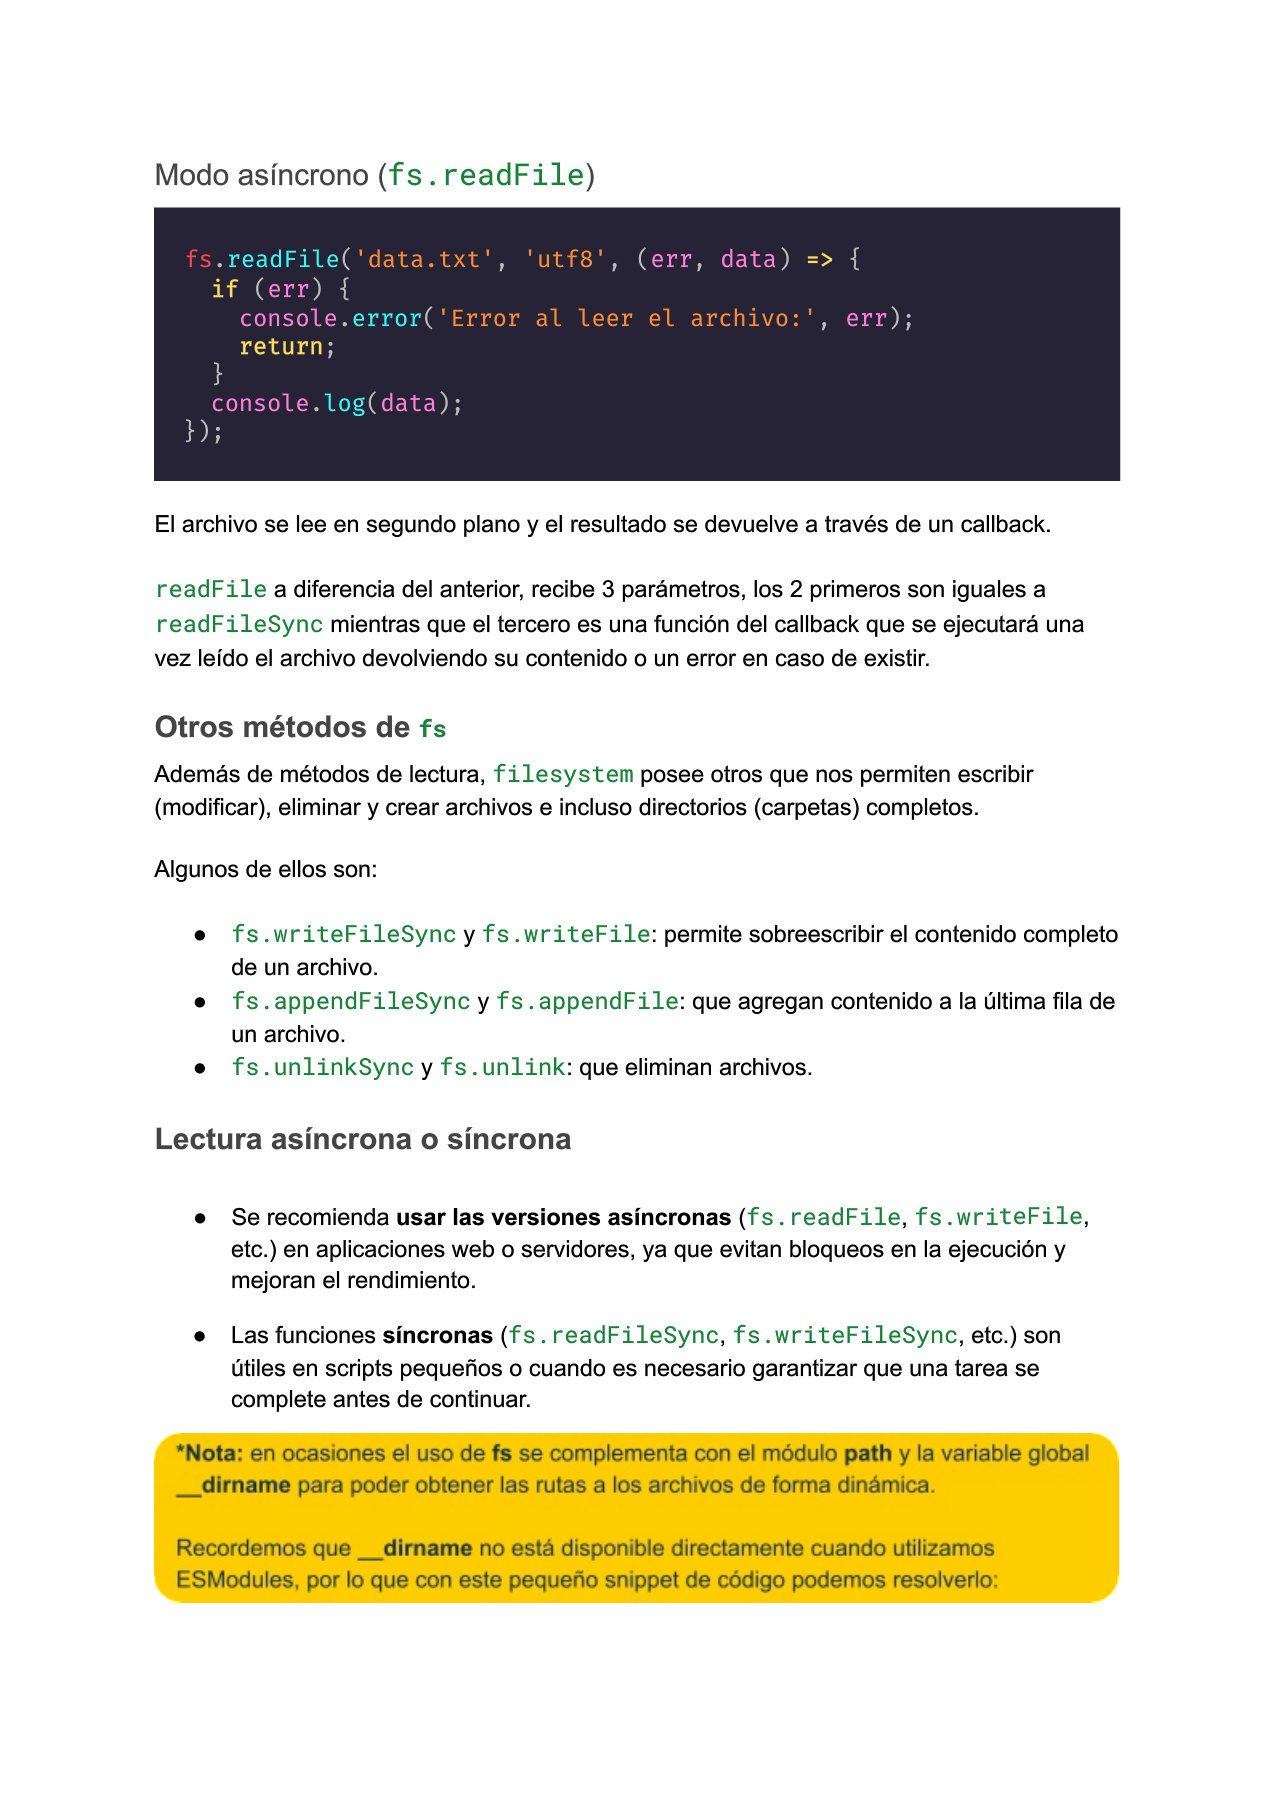 Modo asíncrono (fs.readFile)
fs.readFile('data.txt', 'utf8', (err, data) => {
  if (err) {
    console.error('Error al leer el archivo:', err);
    return;
  }
  console.log(data);
});
El archivo se lee en segundo plano y el resultado se devuelve a través de un callback.
readFile a diferencia del anterior, recibe 3 parámetros, los 2 primeros son iguales a
readFileSync mientras que el tercero es una función del callback que se ejecutará una
vez leído el archivo devolviendo su contenido o un error en caso de existir.
Otros métodos de fs
Además de métodos de lectura, filesystem posee otros que nos permiten escribir
(modificar), eliminar y crear archivos e incluso directorios (carpetas) completos.
Algunos de ellos son:
● fs.writeFileSync y fs.writeFile: permite sobreescribir el contenido completo
de un archivo.
● fs.appendFileSync y fs.appendFile: que agregan contenido a la última fila de
un archivo.
● fs.unlinkSync y fs.unlink: que eliminan archivos.
Lectura asíncrona o síncrona
● Se recomienda usar las versiones asíncronas (fs.readFile, fs.writeFile,
etc.) en aplicaciones web o servidores, ya que evitan bloqueos en la ejecución y
mejoran el rendimiento.
● Las funciones síncronas (fs.readFileSync, fs.writeFileSync, etc.) son
útiles en scripts pequeños o cuando es necesario garantizar que una tarea se
complete antes de continuar.
*Nota: en ocasiones el uso de fs se complementa con el módulo path y la variable global
__dirname para poder obtener las rutas a los archivos de forma dinámica.
Recordemos que __dirname no está disponible directamente cuando utilizamos
ESModules, por lo que con este pequeño snippet de código podemos resolverlo: